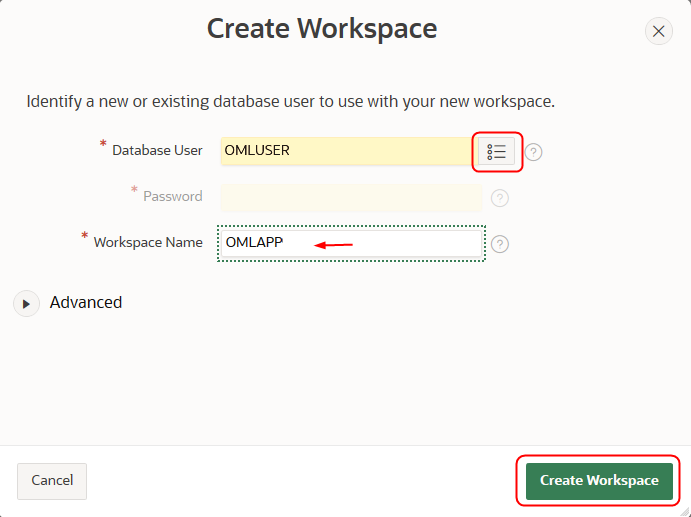 Create Workspace
Identify a new or existing database user to use with your new workspace.
* Database User OMLUSER ?
* Password ?
* Workspace Name OMLAPP ?
Advanced
Cancel Create Workspace